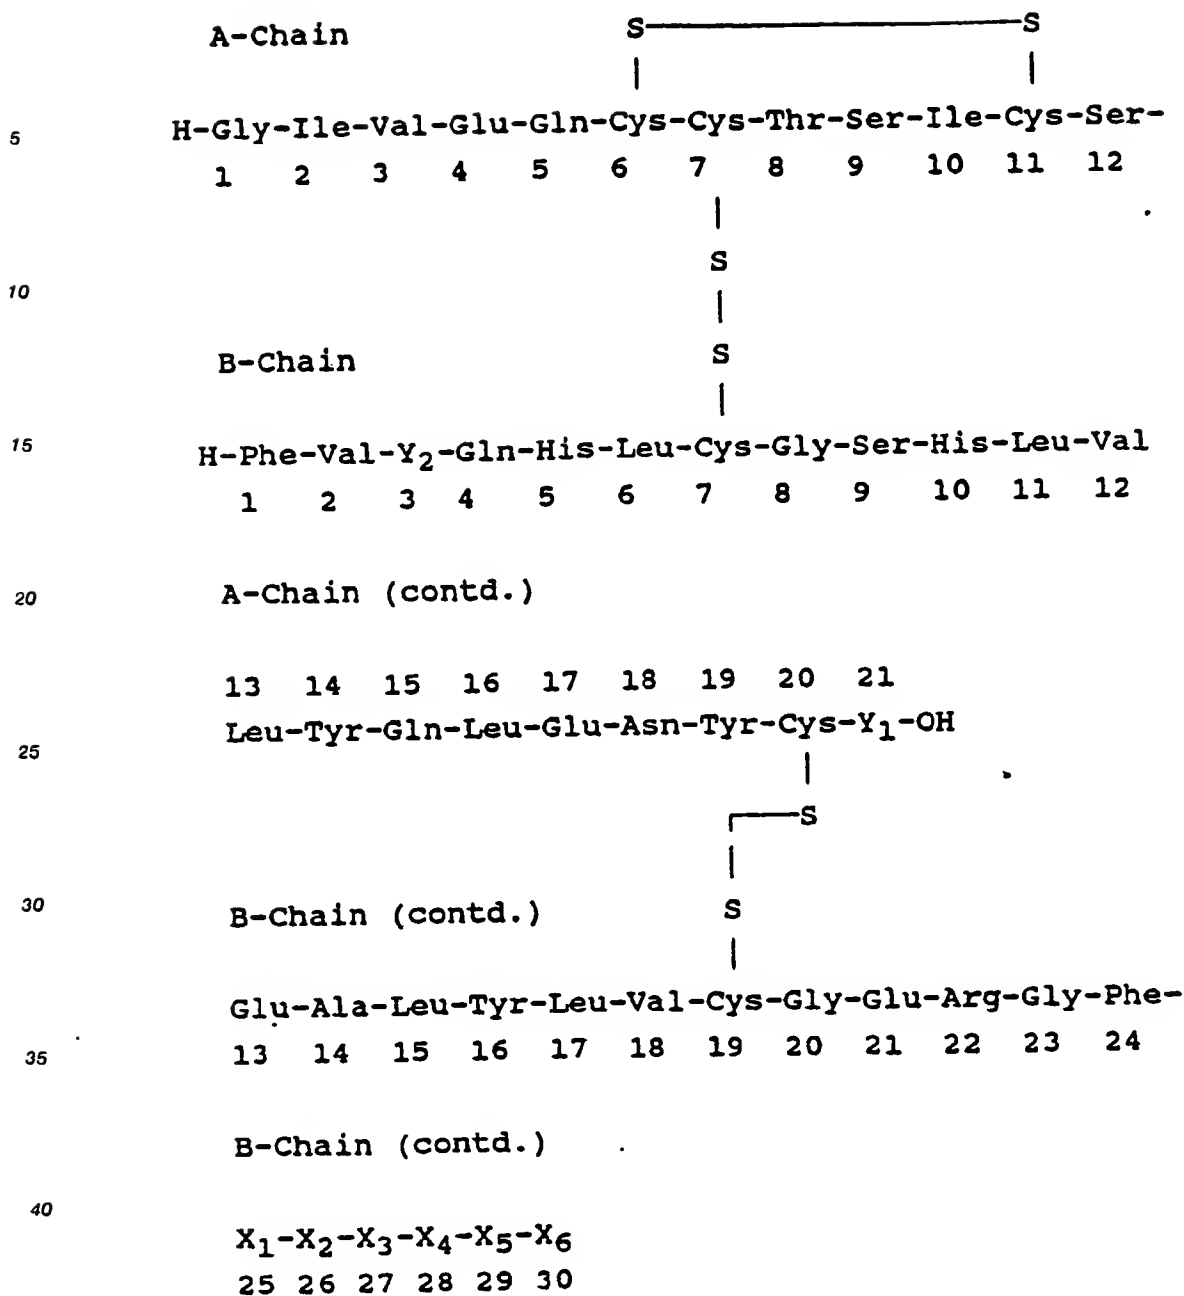 A-Chain S S
| |
5 H-Gly-Ile-Val-Glu-Gln-Cys-Cys-Thr-Ser-Ile-Cys-Ser-
1 2 3 4 5 6 7 8 9 10 11 12
|
S
10 |
B-Chain S
|
15 H-Phe-Val-Y2-Gln-His-Leu-Cys-Gly-Ser-His-Leu-Val
1 2 3 4 5 6 7 8 9 10 11 12
20 A-Chain (contd.)
13 14 15 16 17 18 19 20 21
Leu-Tyr-Gln-Leu-Glu-Asn-Tyr-Cys-Y1-OH
25 |
S
|
30 B-Chain (contd.) S
|
Glu-Ala-Leu-Tyr-Leu-Val-Cys-Gly-Glu-Arg-Gly-Phe-
35 13 14 15 16 17 18 19 20 21 22 23 24
B-Chain (contd.)
40
X1-X2-X3-X4-X5-X6
25 26 27 28 29 30